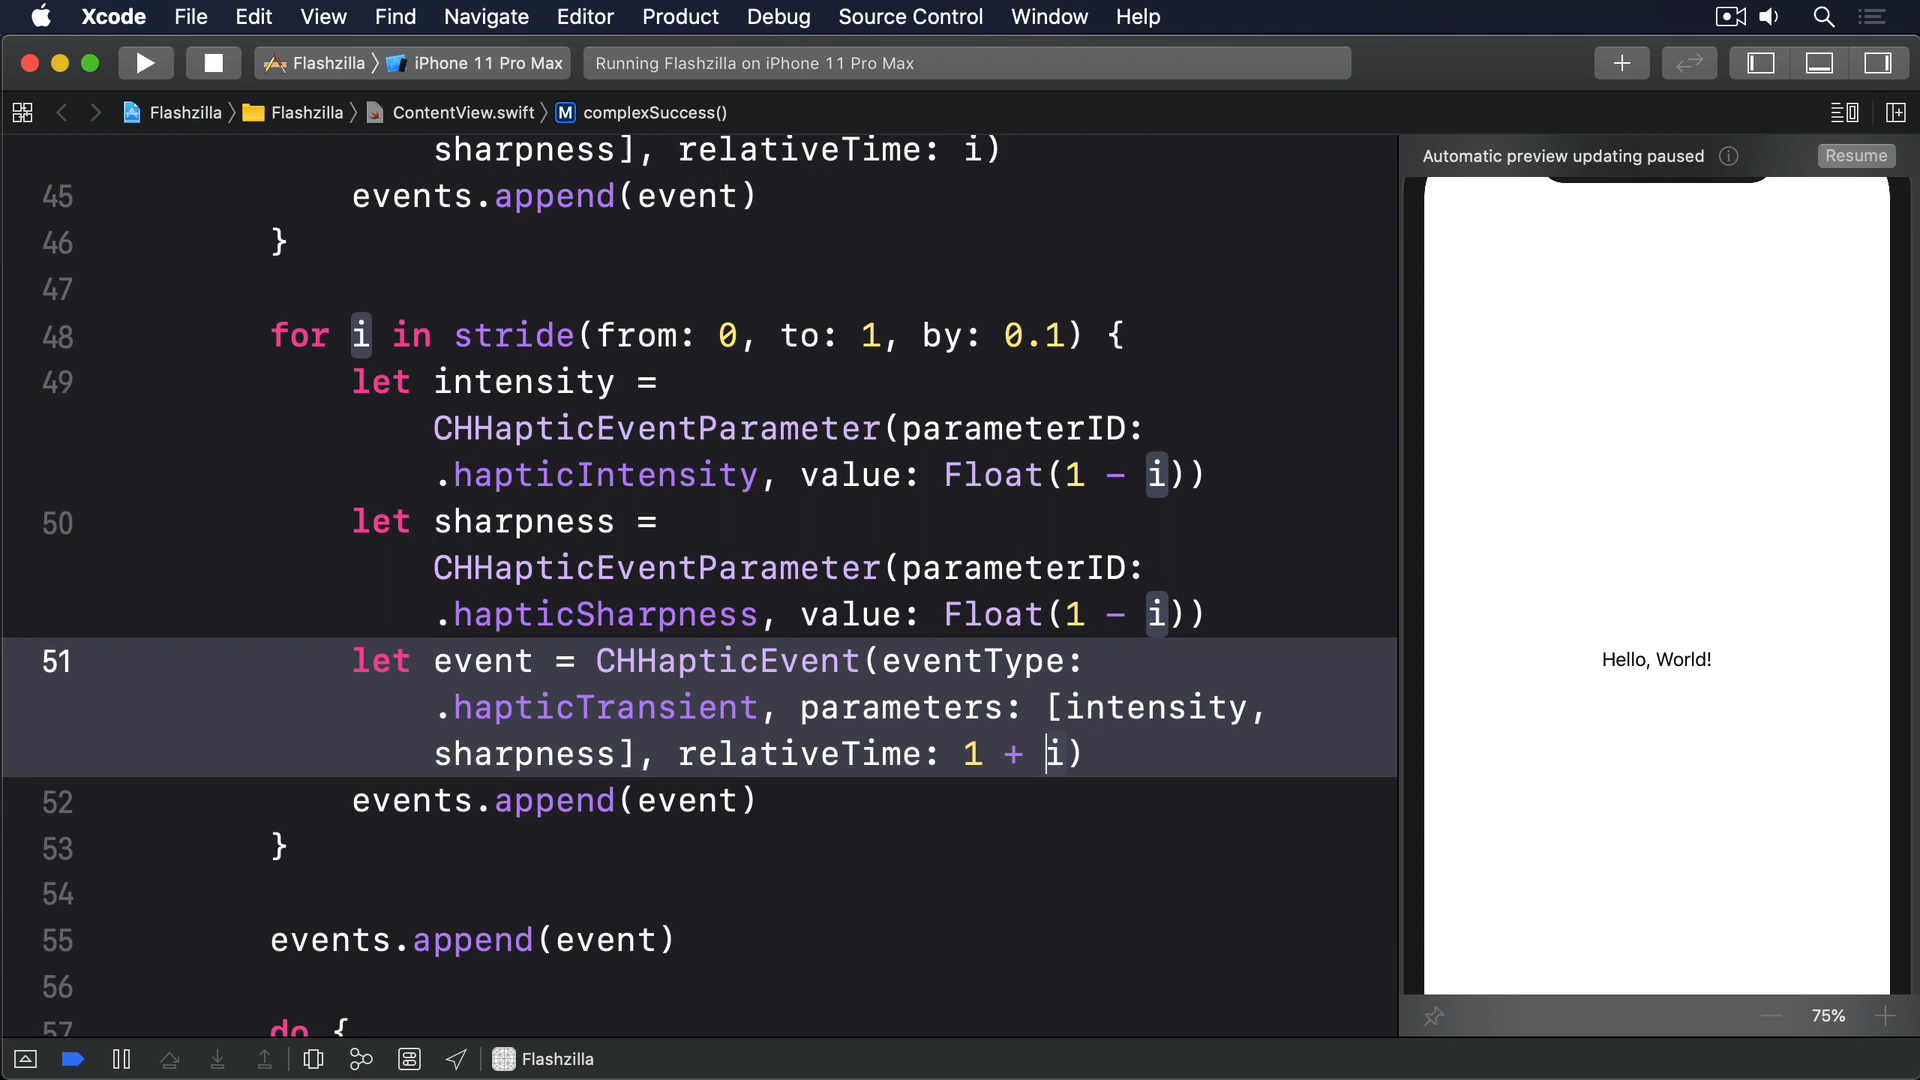 Xcode File Edit View Find Navigate Editor Product Debug Source Control Window Help
Flashzilla iPhone 11 Pro Max Running Flashzilla on iPhone 11 Pro Max
Flashzilla Flashzilla ContentView.swift M complexSuccess()
Automatic preview updating paused Resume
sharpness], relativeTime: i)
45 events.append(event)
46 }
47
48 for i in stride(from: 0, to: 1, by: 0.1) {
49 let intensity =
CHHapticEventParameter(parameterID:
.hapticIntensity, value: Float(1 - i))
50 let sharpness =
CHHapticEventParameter(parameterID:
.hapticSharpness, value: Float(1 - i))
51 let event = CHHapticEvent(eventType:
.hapticTransient, parameters: [intensity,
sharpness], relativeTime: 1 + i)
52 events.append(event)
53 }
54
55 events.append(event)
56
57 do {
Hello, World!
75%
Flashzilla